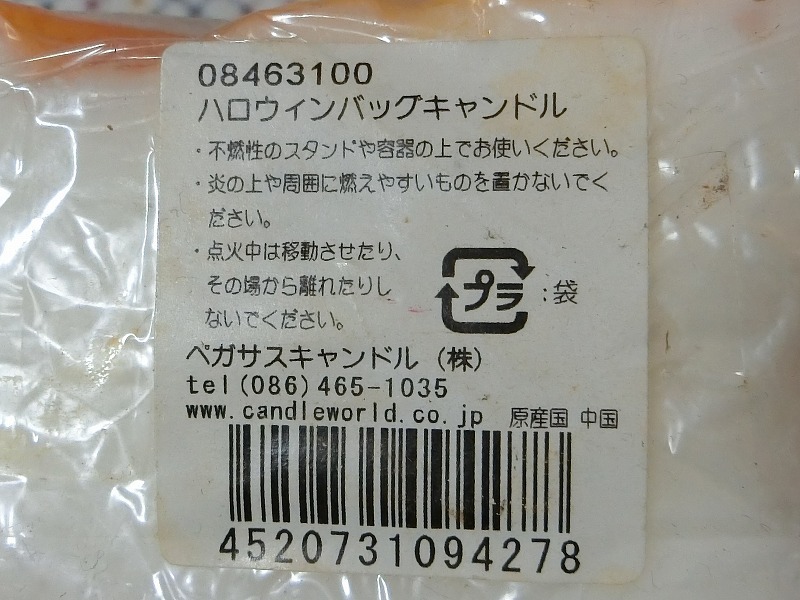 08463100
ハロウィンバッグキャンドル
・不燃性のスタンドや容器の上でお使いください。
・炎の上や周囲に燃えやすいものを置かないでく
ださい。
・点火中は移動させたり、
その場から離れたりし
ないでください。
プラ :袋
ペガサスキャンドル (株)
tel(086)465-1035
www.candleworld.co.jp 原産国 中国
4520731094278